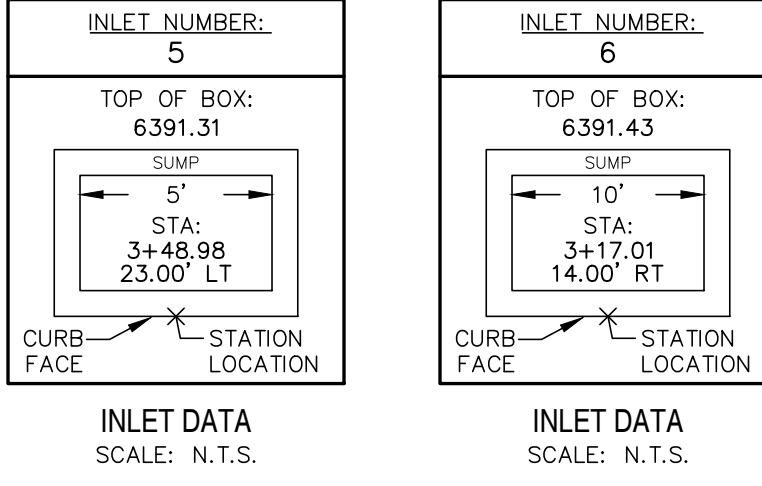 INLET NUMBER:
5
TOP OF BOX:
6391.31
SUMP
5'
STA:
3+48.98
23.00' LT
CURB
FACE
STATION
LOCATION
INLET DATA
SCALE: N.T.S.
INLET NUMBER:
6
TOP OF BOX:
6391.43
SUMP
10'
STA:
3+17.01
14.00' RT
CURB
FACE
STATION
LOCATION
INLET DATA
SCALE: N.T.S.